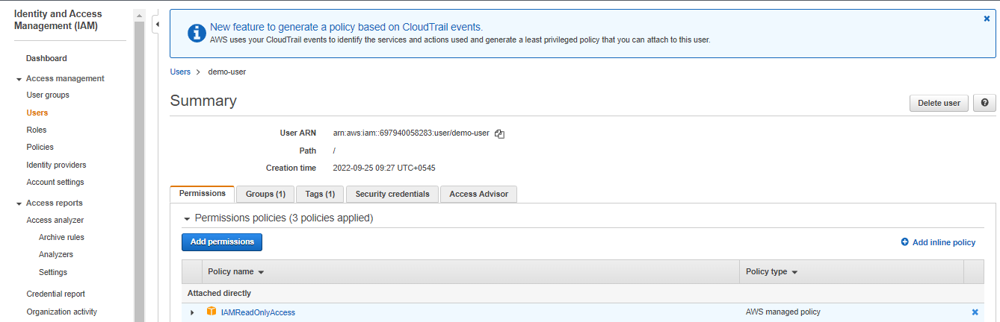 Identity and Access
Management (IAM)
Dashboard
Access management
User groups
Users
Roles
Policies
Identity providers
Account settings
Access reports
Access analyzer
Archive rules
Analyzers
Settings
Credential report
Organization activity
New feature to generate a policy based on CloudTrail events.
AWS uses your CloudTrail events to identify the services and actions used and generate a least privileged policy that you can attach to this user.
Users > demo-user
Summary
Delete user
?
User ARN arn:aws:iam::697940058283:user/demo-user
Path /
Creation time 2022-09-25 09:27 UTC+0545
Permissions Groups (1) Tags (1) Security credentials Access Advisor
Permissions policies (3 policies applied)
Add permissions Add inline policy
Policy name Policy type
Attached directly
IAMReadOnlyAccess AWS managed policy